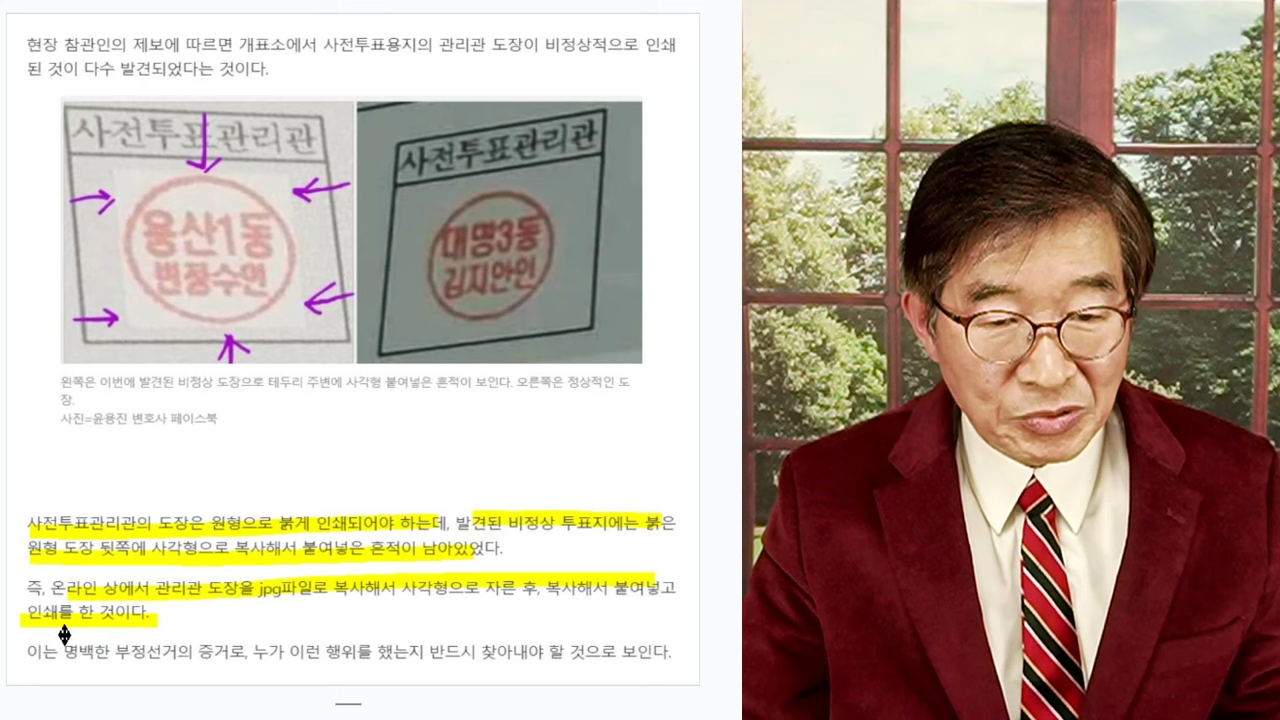 현장 참관인의 제보에 따르면 개표소에서 사전투표용지의 관리관 도장이 비정상적으로 인쇄
된 것이 다수 발견되었다는 것이다.
사전투표관리관
용산1동
변정수인
사전투표관리관
대명3동
김지안인
왼쪽은 이번에 발견된 비정상 도장으로 테두리 주변에 사각형 붙여넣은 흔적이 보인다. 오른쪽은 정상적인 도
장.
사진=윤용진 변호사 페이스북
사전투표관리관의 도장은 원형으로 붉게 인쇄되어야 하는데, 발견된 비정상 투표지에는 붉은
원형 도장 뒷쪽에 사각형으로 복사해서 붙여넣은 흔적이 남아있었다.
즉, 온라인 상에서 관리관 도장을 jpg파일로 복사해서 사각형으로 자른 후, 복사해서 붙여넣고
인쇄를 한 것이다.
이는 명백한 부정선거의 증거로, 누가 이런 행위를 했는지 반드시 찾아내야 할 것으로 보인다.